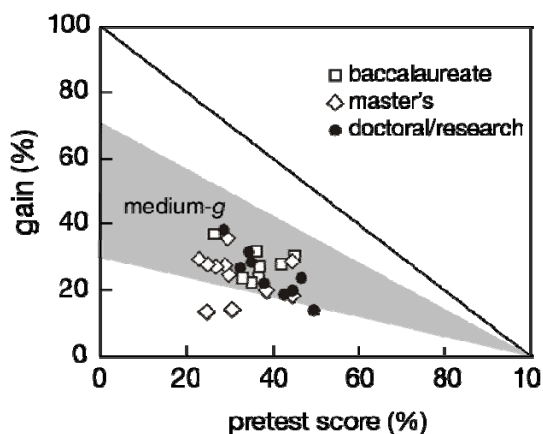 100
80
60
40
20
0
gain (%)
baccalaureate
master's
doctoral/research
medium-g
0 20 40 60 80 10
pretest score (%)